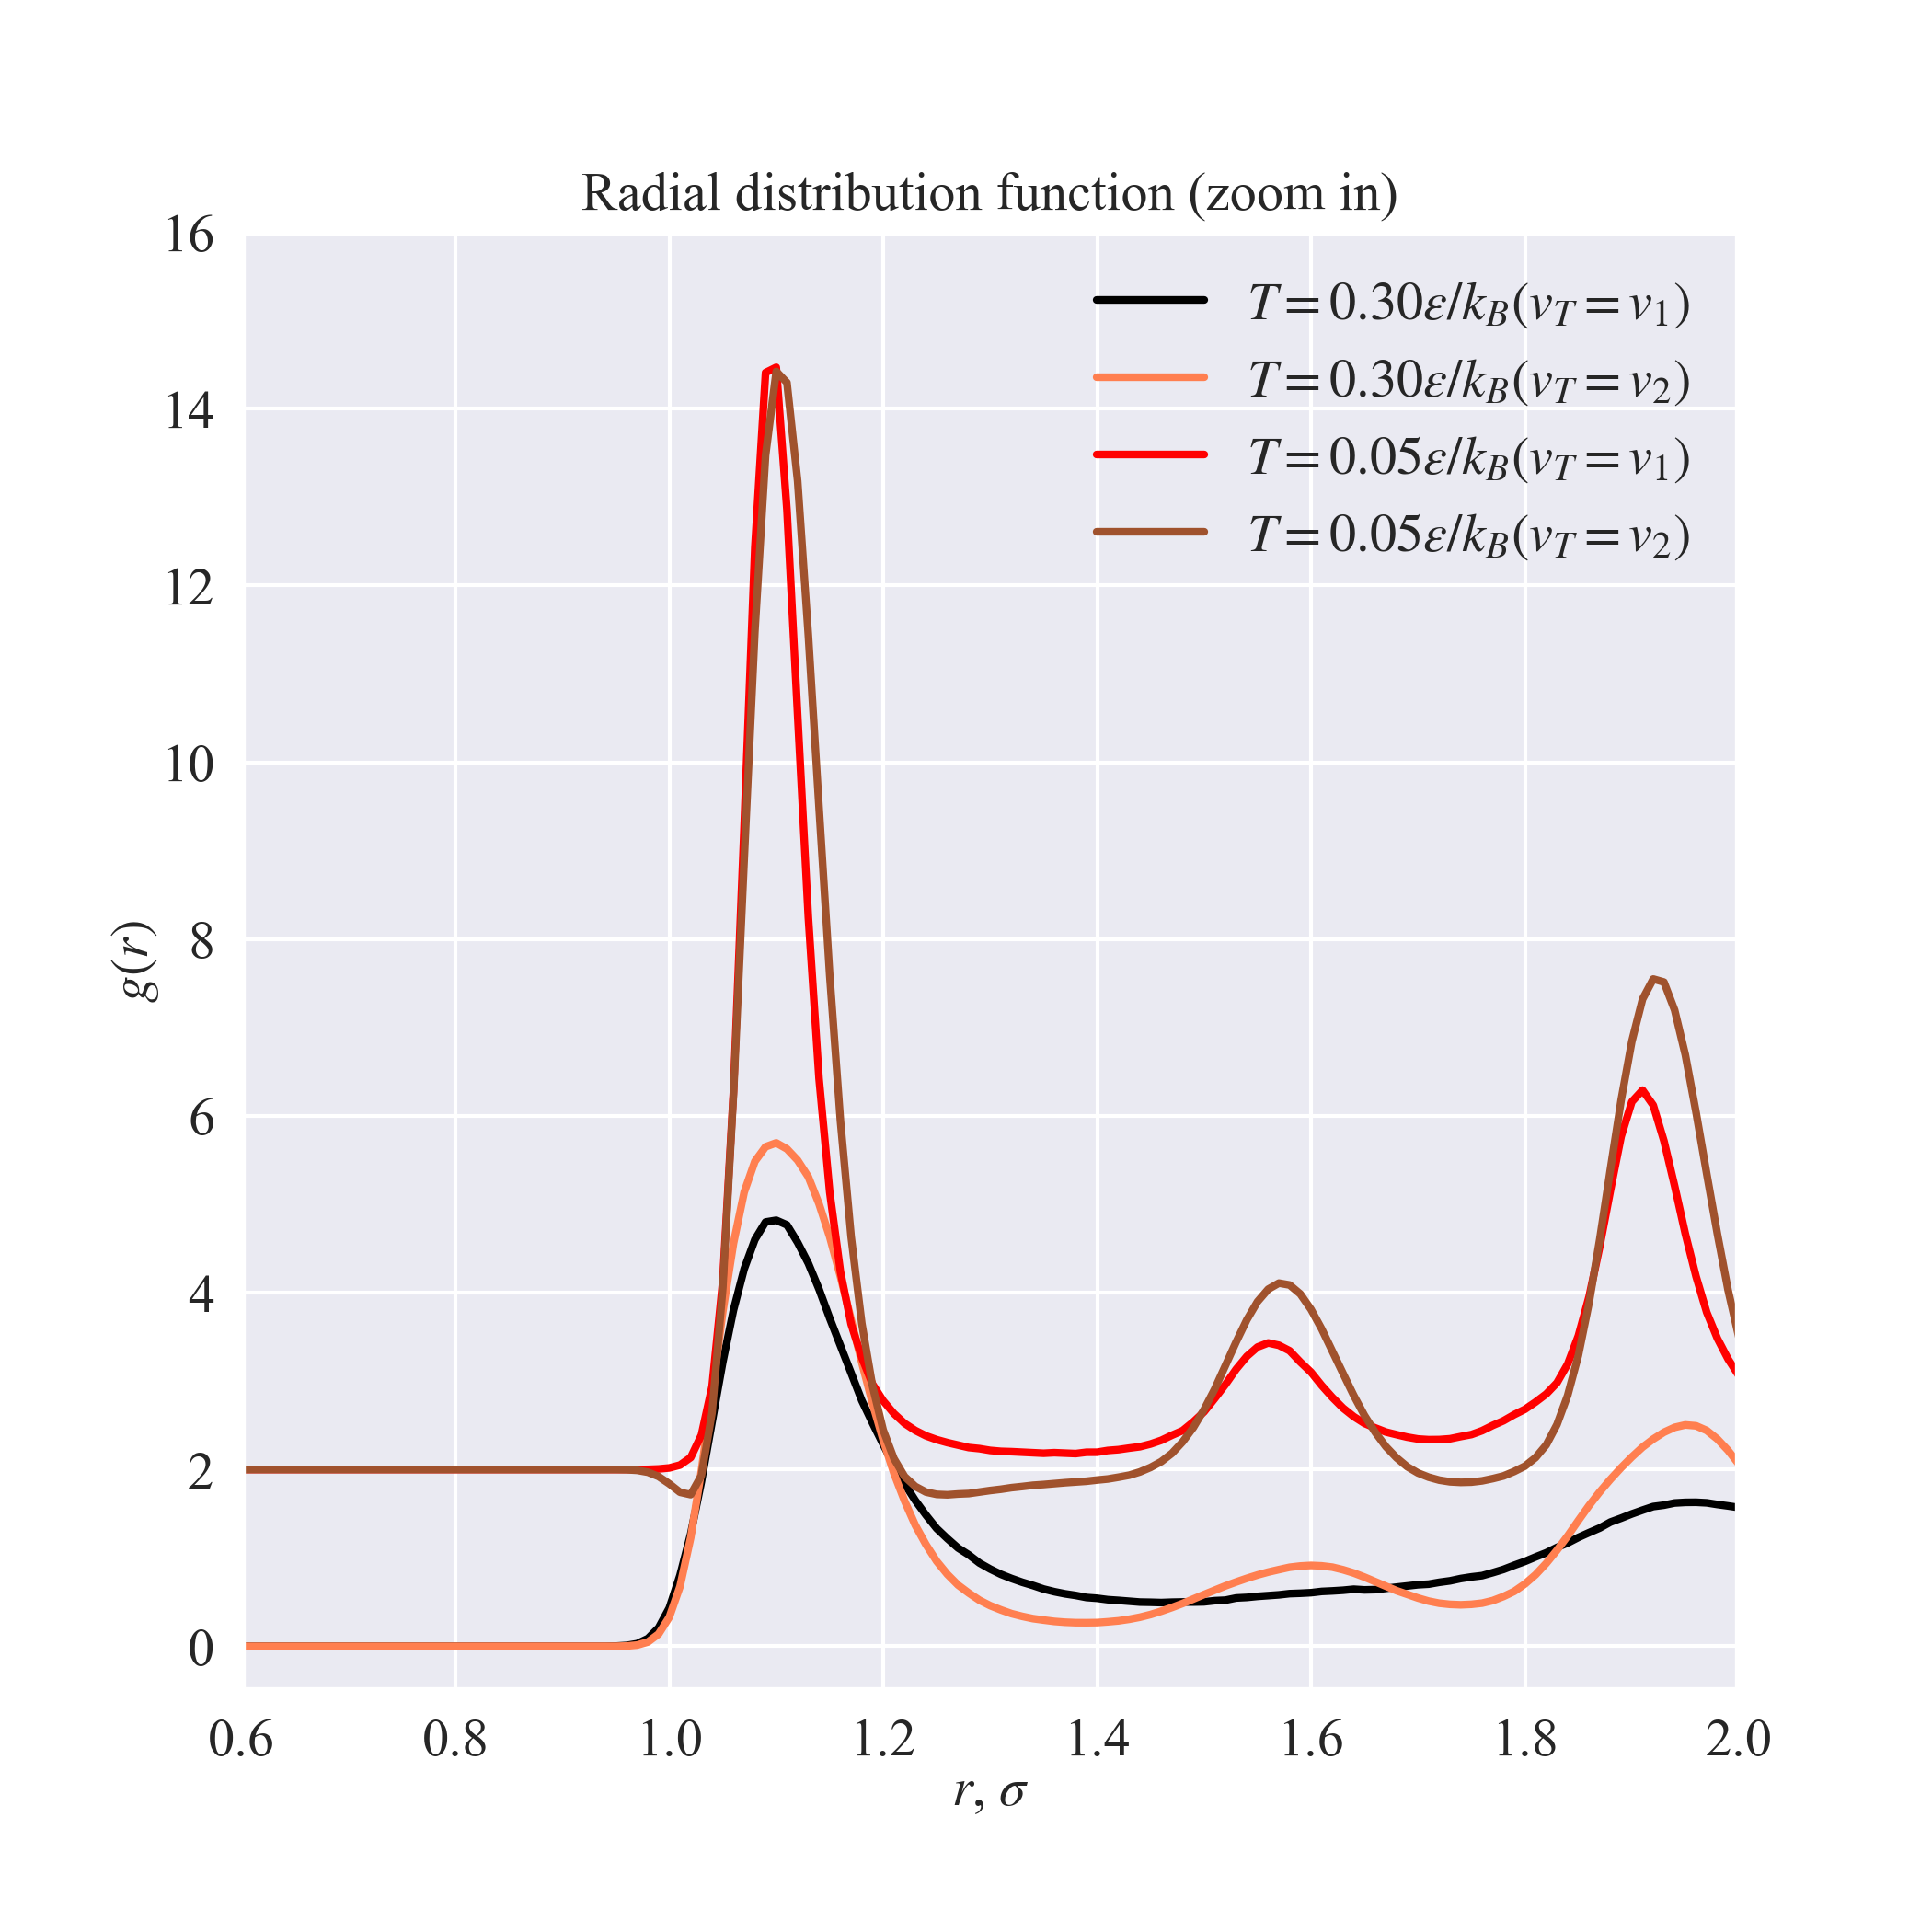 Radial distribution function (zoom in)
16
14
12
10
8
6
4
2
0
g(r)
T = 0.30ε/k_B(v_T = v_1)
T = 0.30ε/k_B(v_T = v_2)
T = 0.05ε/k_B(v_T = v_1)
T = 0.05ε/k_B(v_T = v_2)
0.6 0.8 1.0 1.2 1.4 1.6 1.8 2.0
r, σ